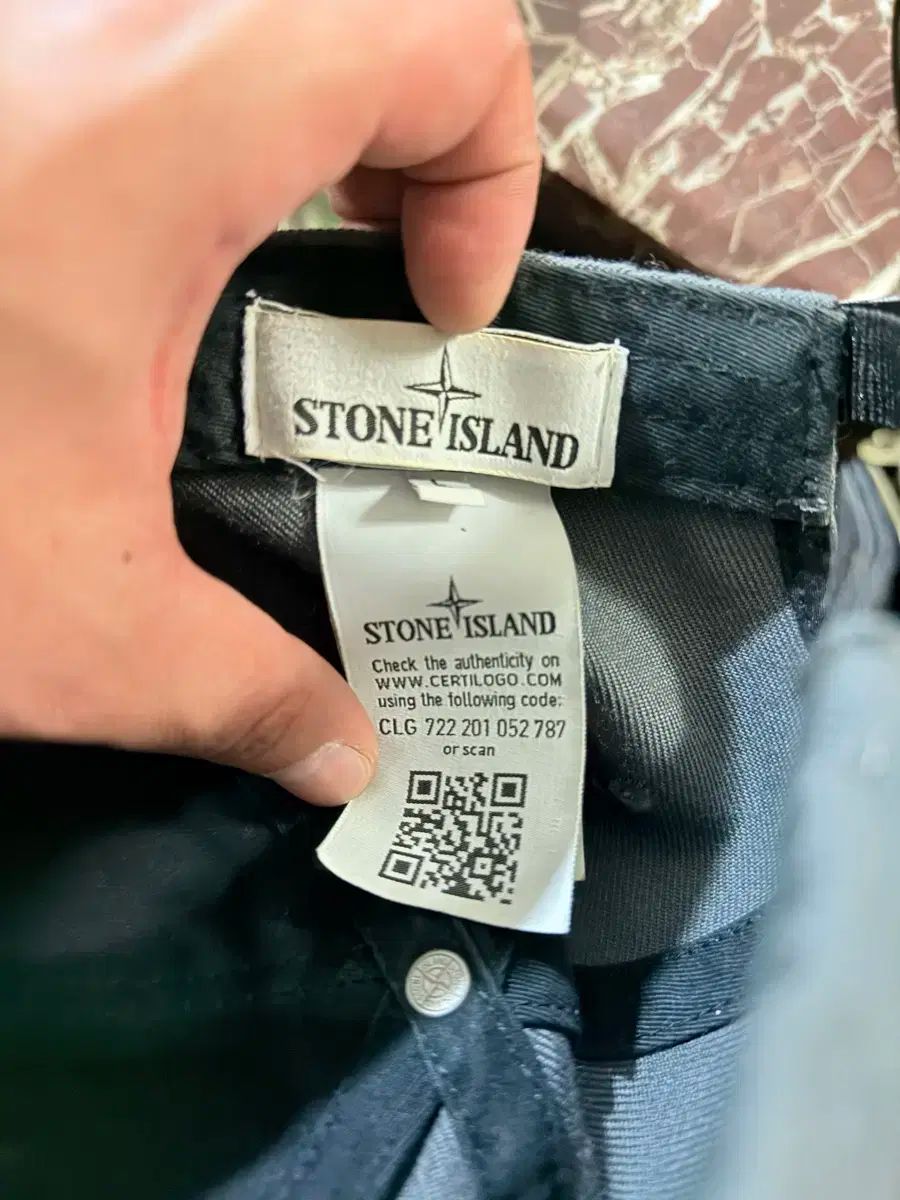 STONE ISLAND
L
STONE ISLAND
Check the authenticity on
WWW.CERTILOGO.COM
using the following code:
CLG 722 201 052 787
or scan